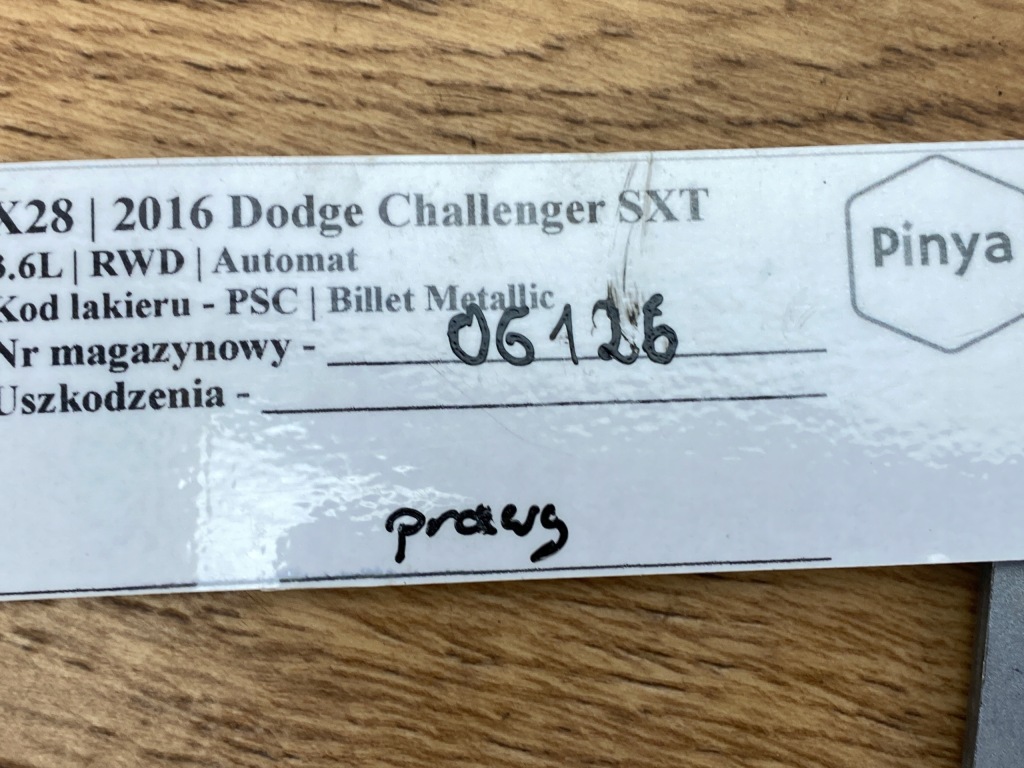 X28 | 2016 Dodge Challenger SXT
3.6L | RWD | Automat
Kod lakieru - PSC | Billet Metallic
Nr magazynowy - 06126
Uszkodzenia -
prawy
Pinya